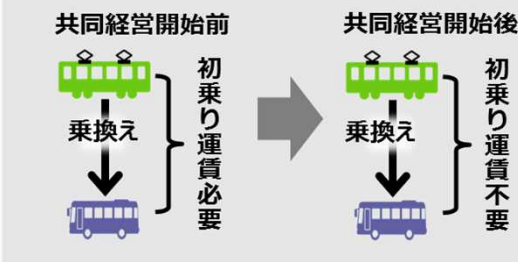 共同経営開始前
乗換え
初乗り運賃必要
共同経営開始後
乗換え
初乗り運賃不要